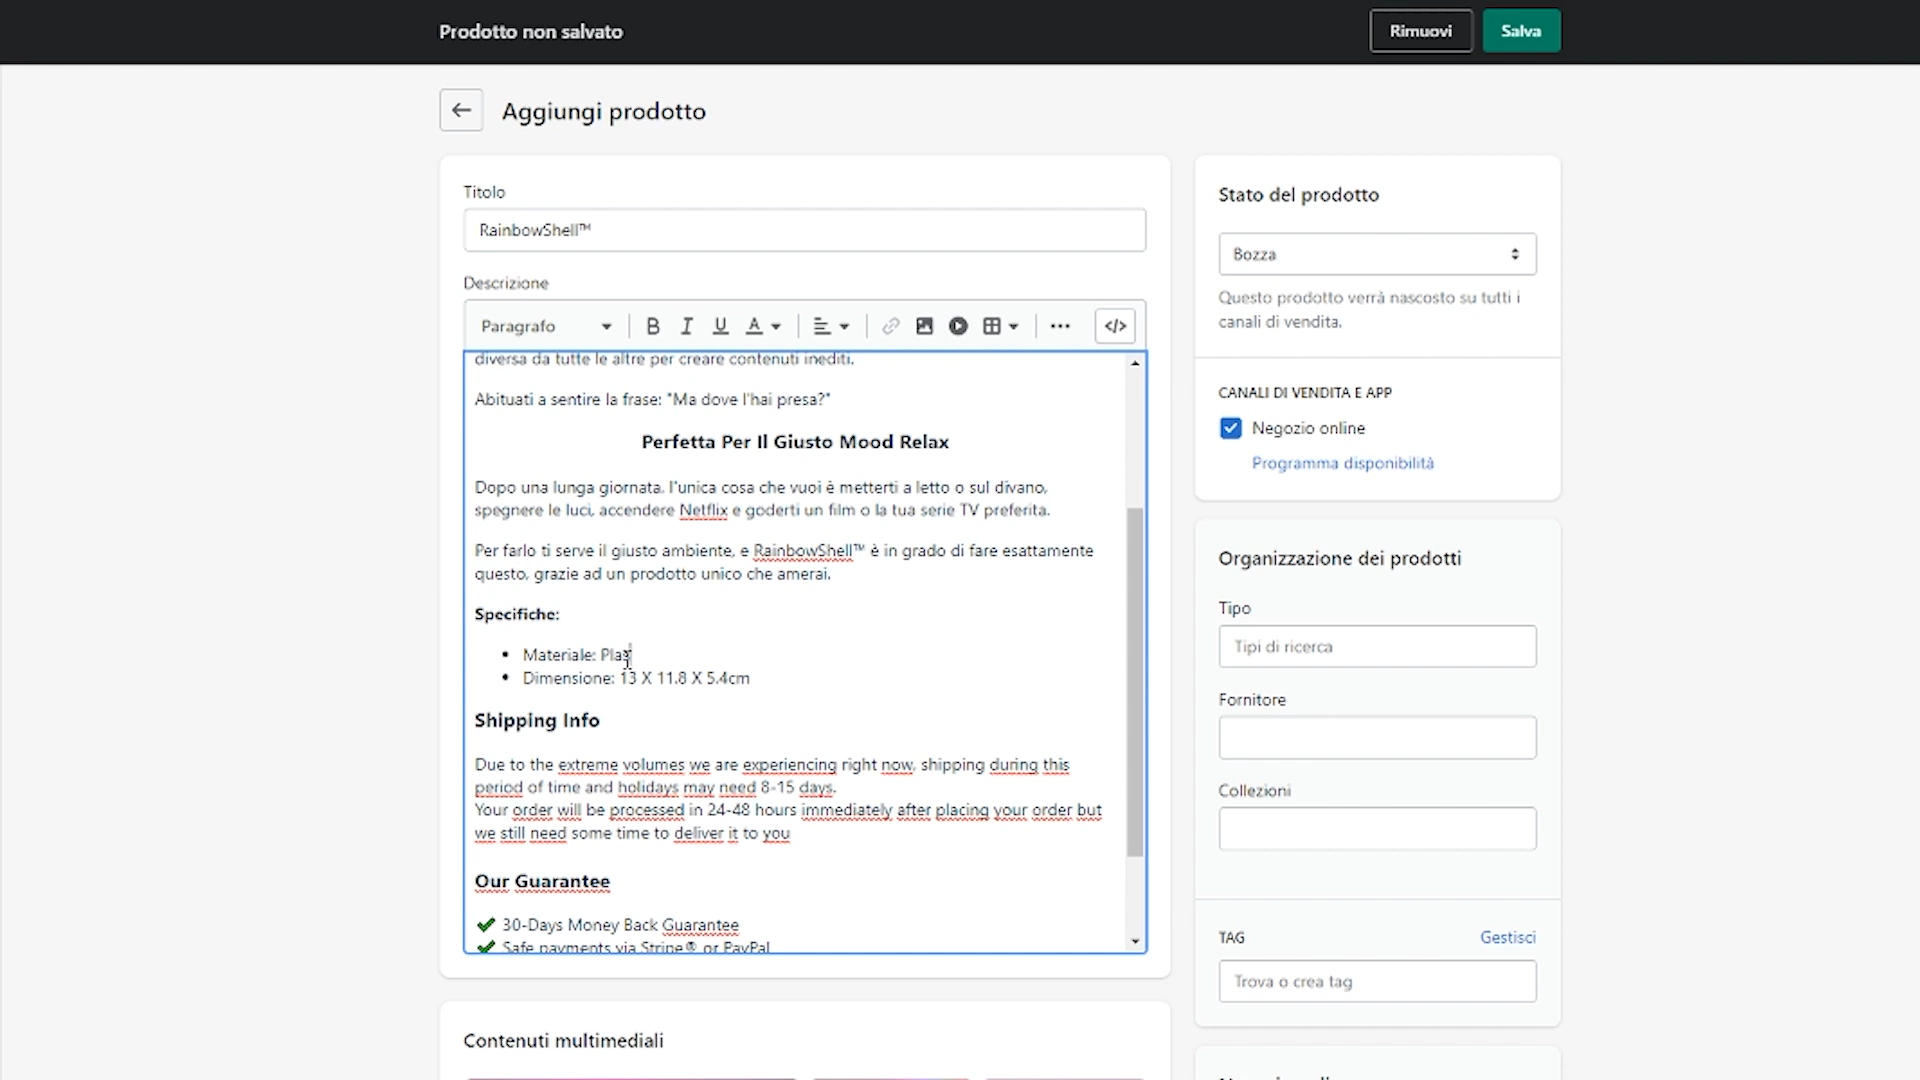 Prodotto non salvato
Rimuovi
Salva
Aggiungi prodotto
Titolo
RainbowShell™
Descrizione
Paragrafo
diversa da tutte le altre per creare contenuti inediti.
Abituati a sentire la frase: "Ma dove l'hai presa?"
Perfetta Per Il Giusto Mood Relax
Dopo una lunga giornata, l'unica cosa che vuoi è metterti a letto o sul divano,
spegnere le luci, accendere Netflix e goderti un film o la tua serie TV preferita.
Per farlo ti serve il giusto ambiente, e RainbowShell™ è in grado di fare esattamente
questo, grazie ad un prodotto unico che amerai.
Specifiche:
• Materiale: Plas
• Dimensione: 13 X 11.8 X 5.4cm
Shipping Info
Due to the extreme volumes we are experiencing right now, shipping during this
period of time and holidays may need 8-15 days.
Your order will be processed in 24-48 hours immediately after placing your order but
we still need some time to deliver it to you
Our Guarantee
✔ 30-Days Money Back Guarantee
✔ Safe payments via Stripe® or PayPal
Contenuti multimediali
Stato del prodotto
Bozza
Questo prodotto verrà nascosto su tutti i
canali di vendita.
CANALI DI VENDITA E APP
Negozio online
Programma disponibilità
Organizzazione dei prodotti
Tipo
Tipi di ricerca
Fornitore
Collezioni
TAG
Gestisci
Trova o crea tag